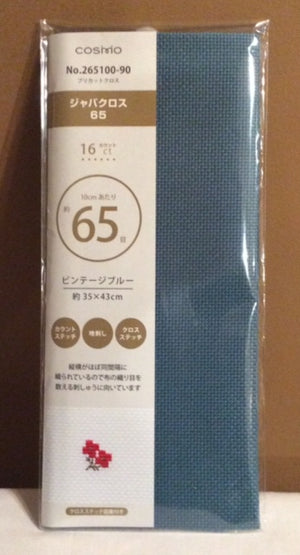 COSMO
No.265100-90
プリカットクロス
ジャバクロス
65
16 カウント ct
10cmあたり
約 65 目
ビンテージブルー
約 35×43cm
カウント ステッチ 地刺し クロス ステッチ
縦横がほぼ同間隔に
織られているので布の織り目を
数える刺しゅうに向いています
クロスステッチ図案付き